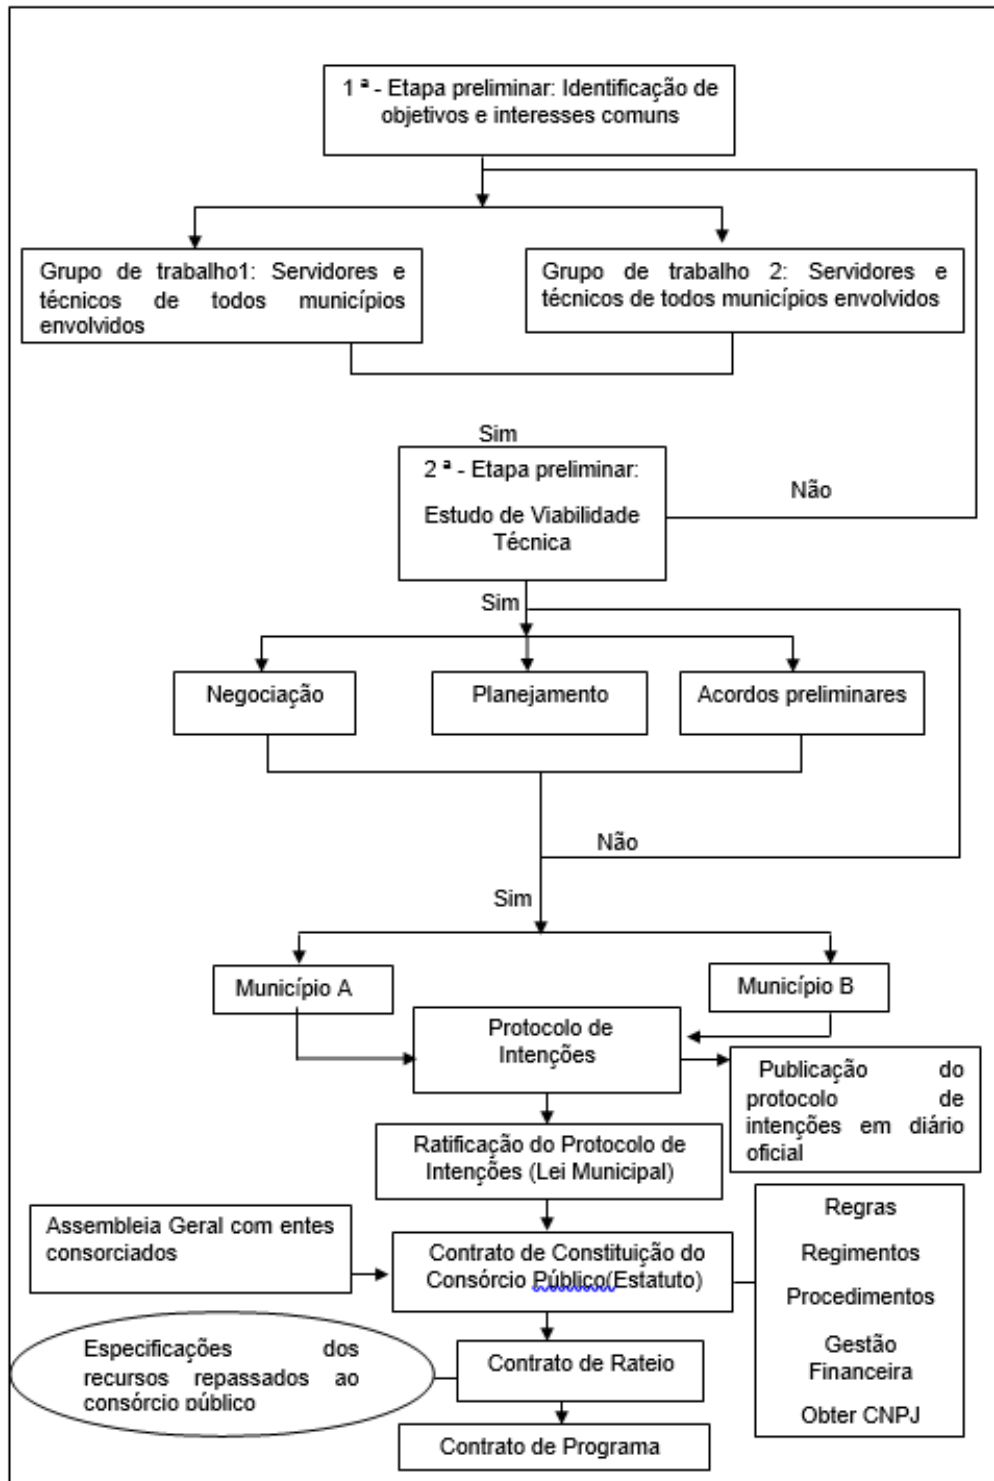 1 ª - Etapa preliminar: Identificação de
objetivos e interesses comuns
Grupo de trabalho1: Servidores e
técnicos de todos municípios
envolvidos
Grupo de trabalho 2: Servidores e
técnicos de todos municípios envolvidos
Sim
2 ª - Etapa preliminar:
Estudo de Viabilidade
Técnica
Não
Sim
Negociação
Planejamento
Acordos preliminares
Não
Sim
Município A
Município B
Protocolo de
Intenções
Publicação do
protocolo de
intenções em diário
oficial
Ratificação do Protocolo de
Intenções (Lei Municipal)
Assembleia Geral com entes
consorciados
Contrato de Constituição do
Consórcio Público(Estatuto)
Regras
Regimentos
Procedimentos
Gestão
Financeira
Obter CNPJ
Especificações dos
recursos repassados ao
consórcio público
Contrato de Rateio
Contrato de Programa